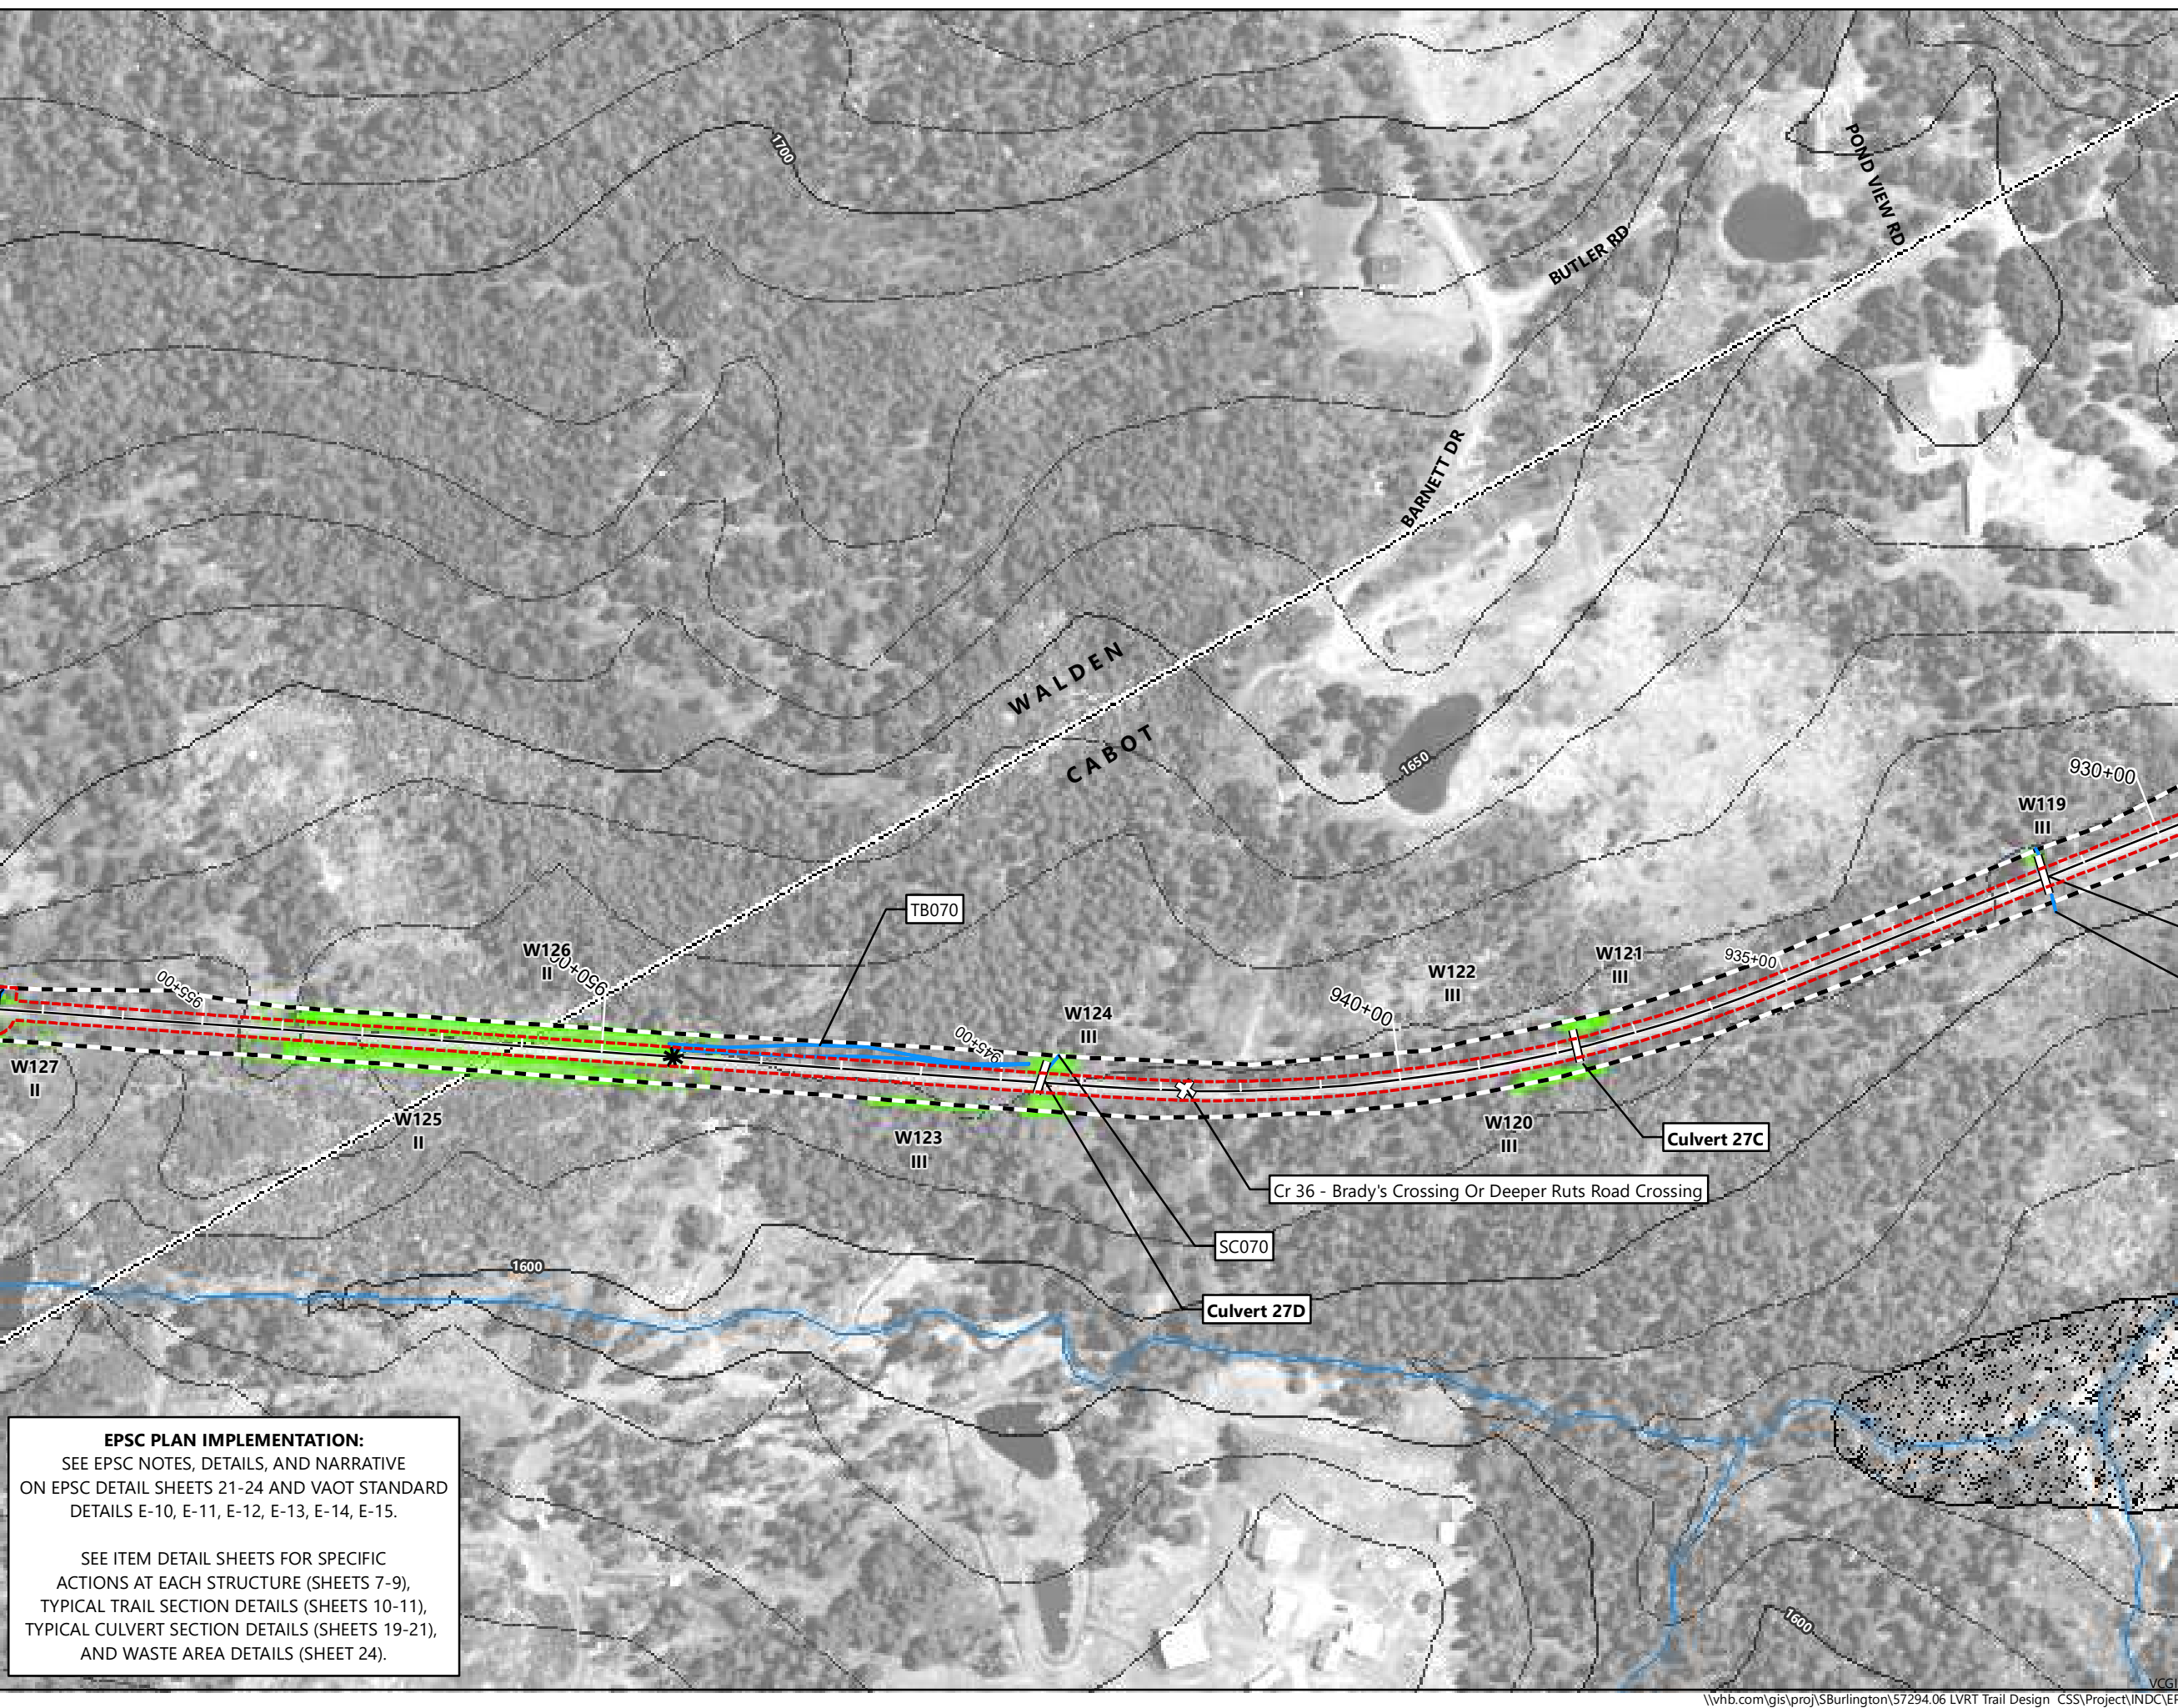 1700
POND VIEW RD
BUTLER RD
BARNETT DR
WALDEN
CABOT
1650
930+00
W119
III
TB070
W126
II
950+00
955+00
W121
III
935+00
W122
III
940+00
W124
III
945+00
W127
II
W125
II
W123
III
W120
III
Culvert 27C
Cr 36 - Brady's Crossing Or Deeper Ruts Road Crossing
SC070
1600
Culvert 27D
EPSC PLAN IMPLEMENTATION:
SEE EPSC NOTES, DETAILS, AND NARRATIVE
ON EPSC DETAIL SHEETS 21-24 AND VAOT STANDARD
DETAILS E-10, E-11, E-12, E-13, E-14, E-15.
SEE ITEM DETAIL SHEETS FOR SPECIFIC
ACTIONS AT EACH STRUCTURE (SHEETS 7-9),
TYPICAL TRAIL SECTION DETAILS (SHEETS 10-11),
TYPICAL CULVERT SECTION DETAILS (SHEETS 19-21),
AND WASTE AREA DETAILS (SHEET 24).
1600
\\vhb.com\gis\proj\SBurlington\57294.06 LVRT Trail Design CSS\Project\INDC\E